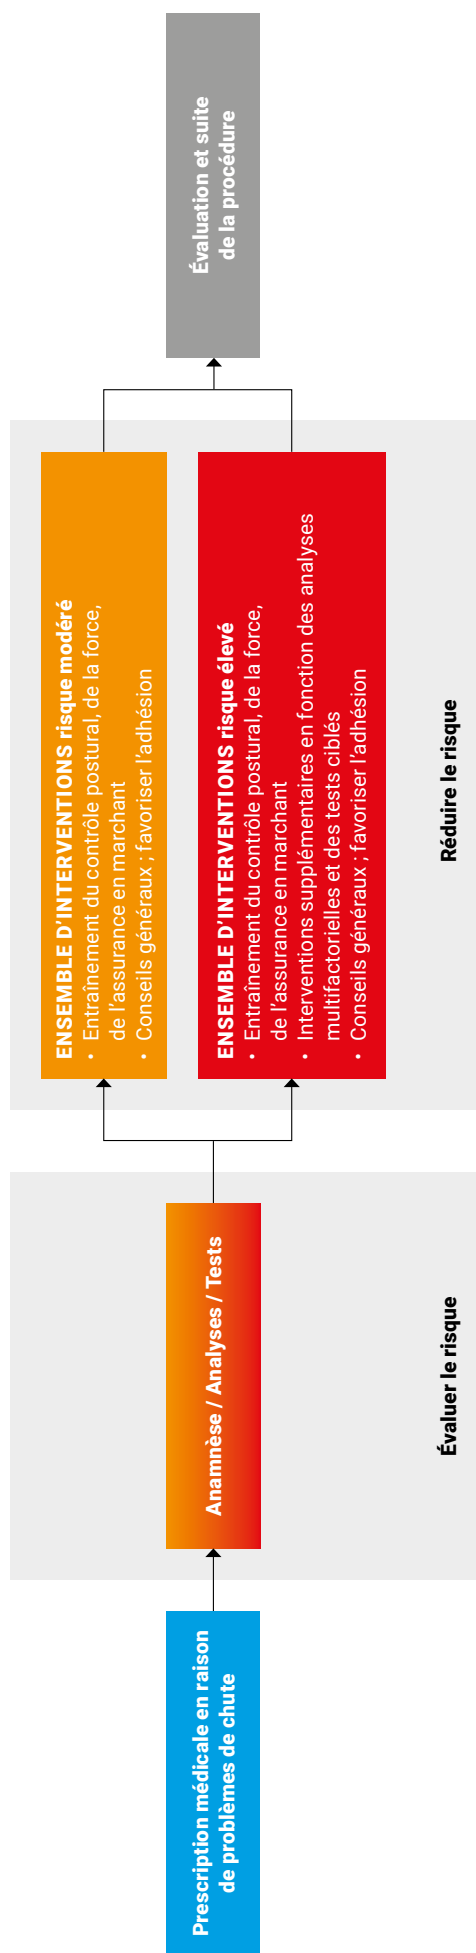 Prescription médicale en raison
de problèmes de chute
Anamnèse / Analyses / Tests
Évaluer le risque
ENSEMBLE D'INTERVENTIONS risque modéré
• Entraînement du contrôle postural, de la force,
de l'assurance en marchant
• Conseils généraux ; favoriser l'adhésion
ENSEMBLE D'INTERVENTIONS risque élevé
• Entraînement du contrôle postural, de la force,
de l'assurance en marchant
• Interventions supplémentaires en fonction des analyses
multifactorielles et des tests ciblés
• Conseils généraux ; favoriser l'adhésion
Réduire le risque
Évaluation et suite
de la procédure